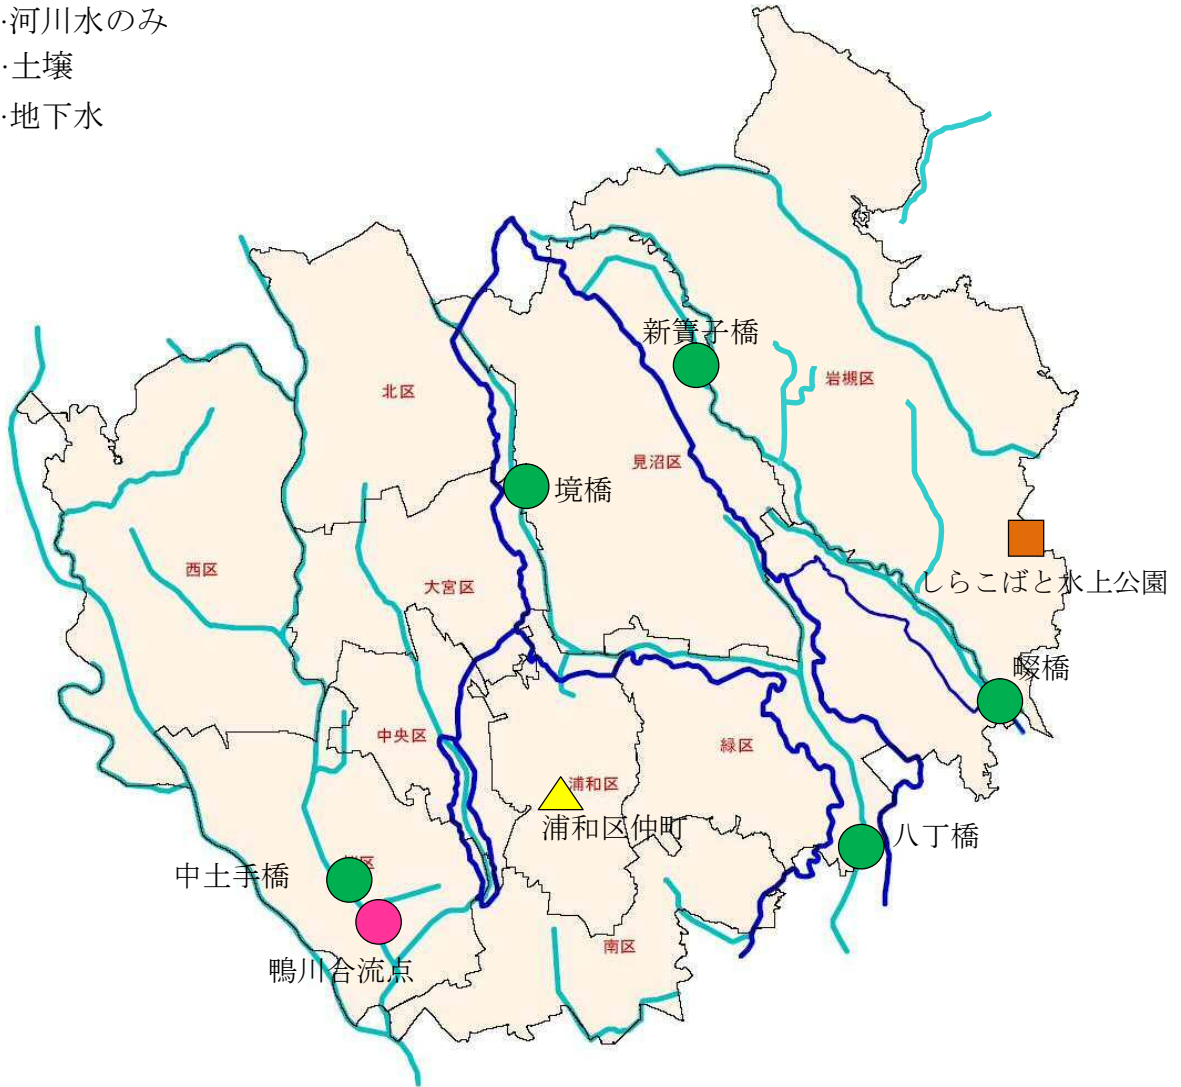 ·河川水のみ
·土壌
·地下水
新簀子橋
岩槻区
北区
見沼区
境橋
西区
大宮区
しらこばと水上公園
畷橋
中央区
緑区
浦和区
浦和区仲町
八丁橋
区
中土手橋
南区
鴨川合流点